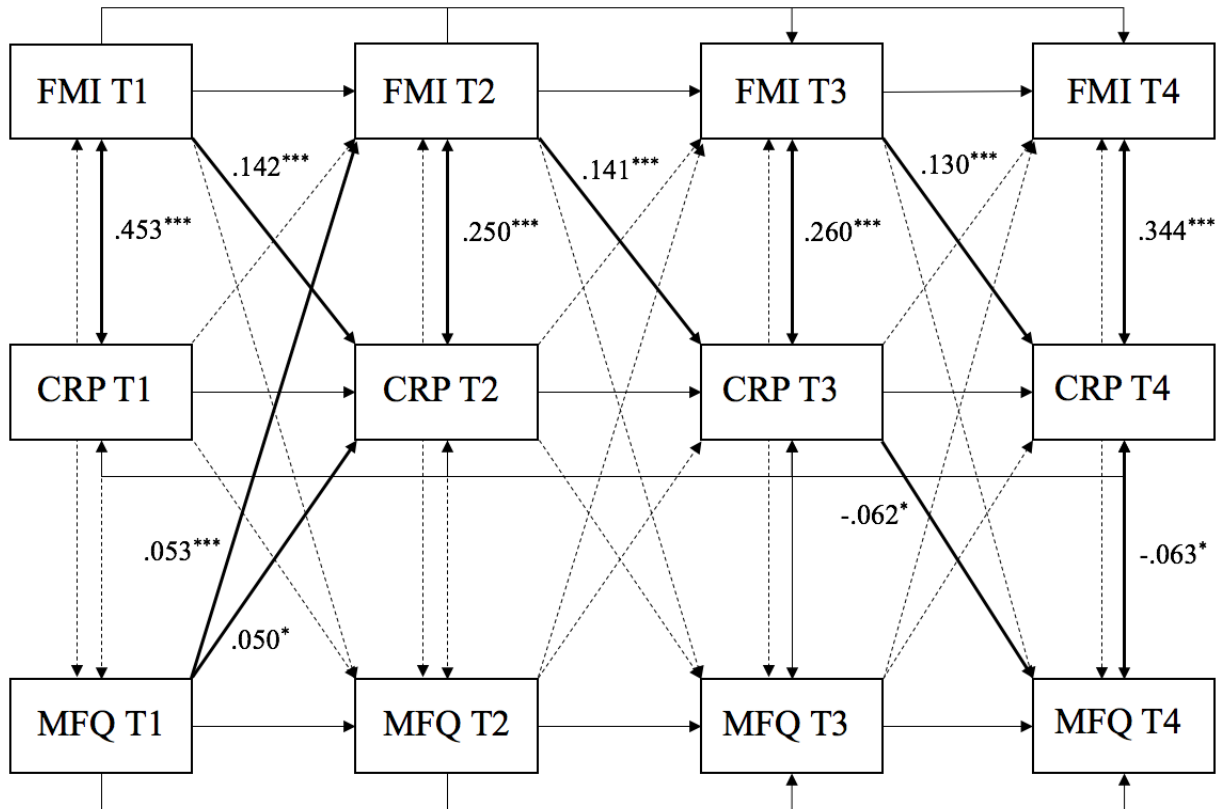 FMI T1 FMI T2 FMI T3 FMI T4
.142*** .141*** .130***
.453*** .250*** .260*** .344***
CRP T1 CRP T2 CRP T3 CRP T4
-.062*
.053*** -.063*
.050*
MFQ T1 MFQ T2 MFQ T3 MFQ T4